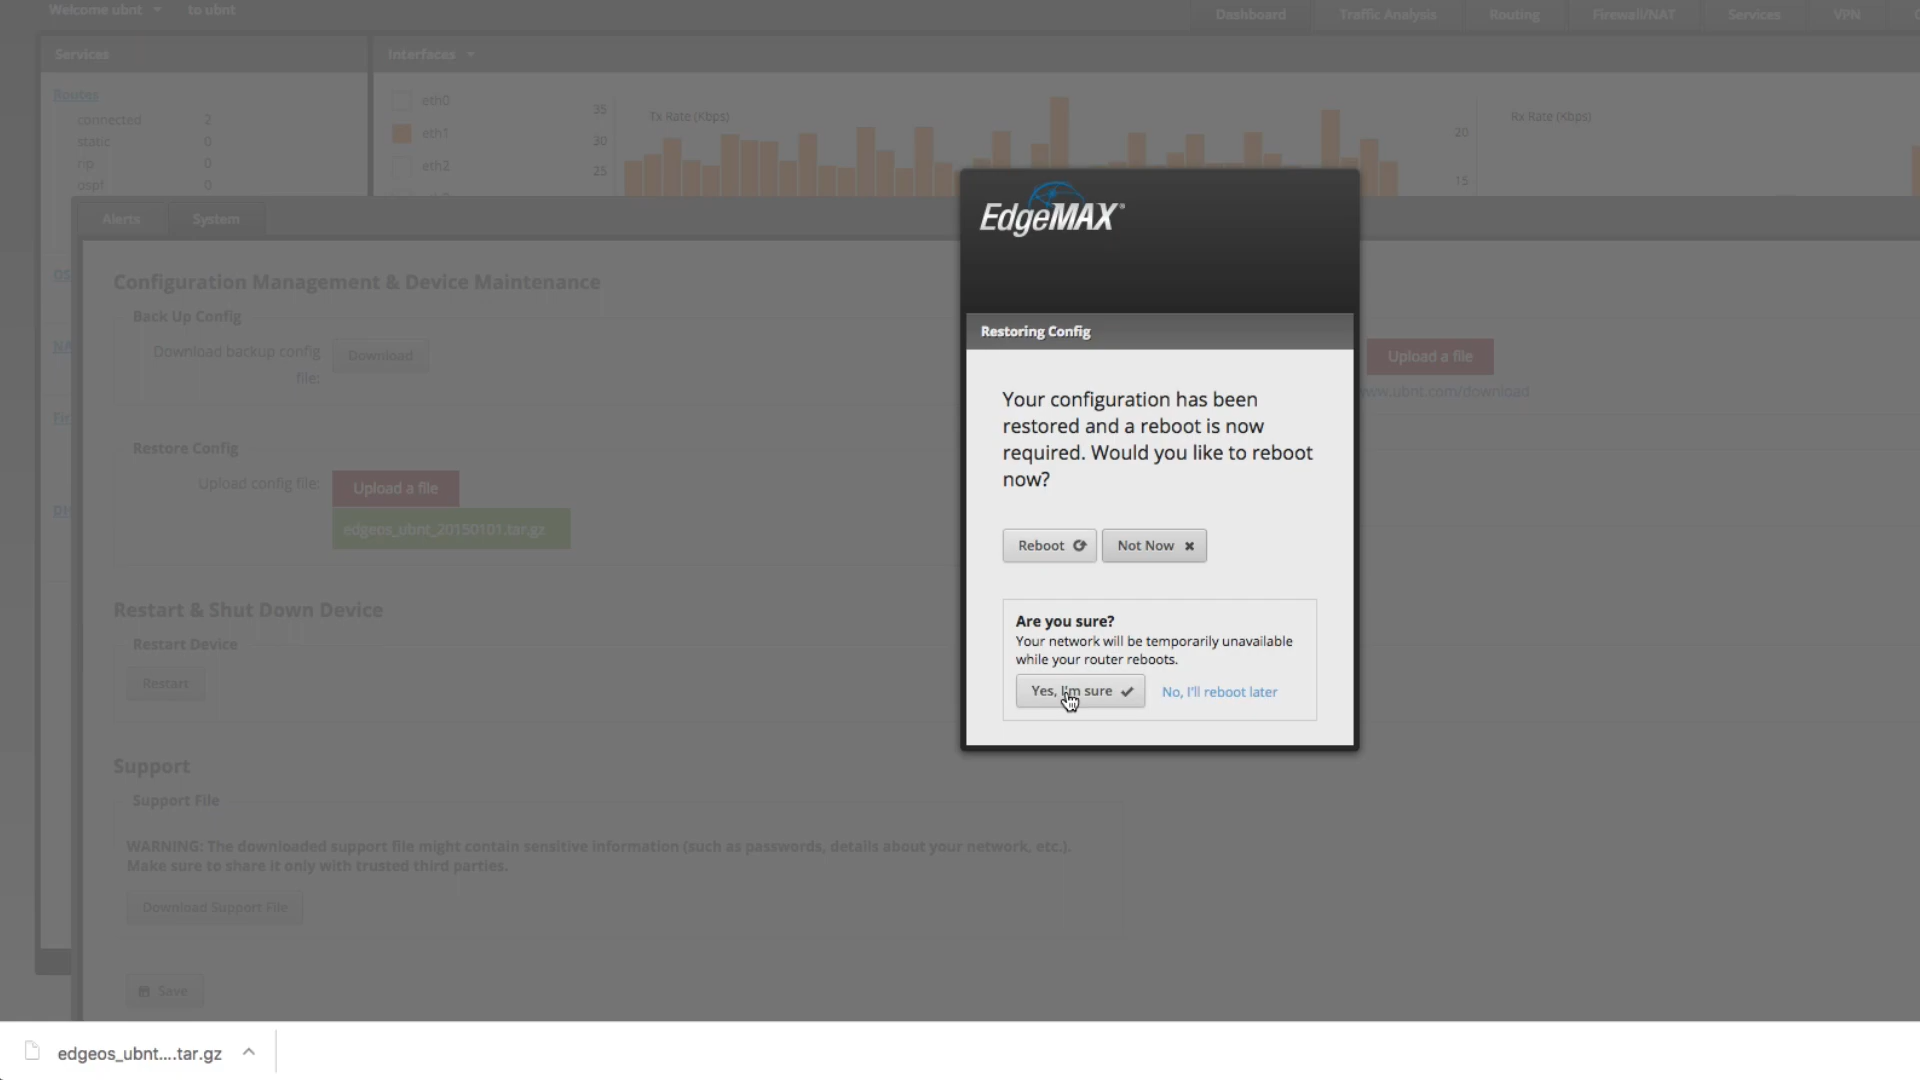 Welcome ubnt to ubnt
Dashboard Traffic Analysis Routing Firewall/NAT Services VPN
Services
Interfaces
Routes
connected 2
static 0
rip 0
ospf 0
eth0
eth1
eth2
35
30
25
Tx Rate (Kbps)
20
15
Rx Rate (Kbps)
Alerts System
EdgeMAX®
Configuration Management & Device Maintenance
Back Up Config
Download backup config
file:
Download
Restore Config
Upload config file:
Upload a file
edgeos_ubnt_20150101.tar.gz
Upload a file
www.ubnt.com/download
Restoring Config
Your configuration has been
restored and a reboot is now
required. Would you like to reboot
now?
Reboot Not Now
Are you sure?
Your network will be temporarily unavailable
while your router reboots.
Yes, I'm sure No, I'll reboot later
Restart & Shut Down Device
Restart Device
Restart
Support
Support File
WARNING: The downloaded support file might contain sensitive information (such as passwords, details about your network, etc.).
Make sure to share it only with trusted third parties.
Download Support File
Save
edgeos_ubnt....tar.gz